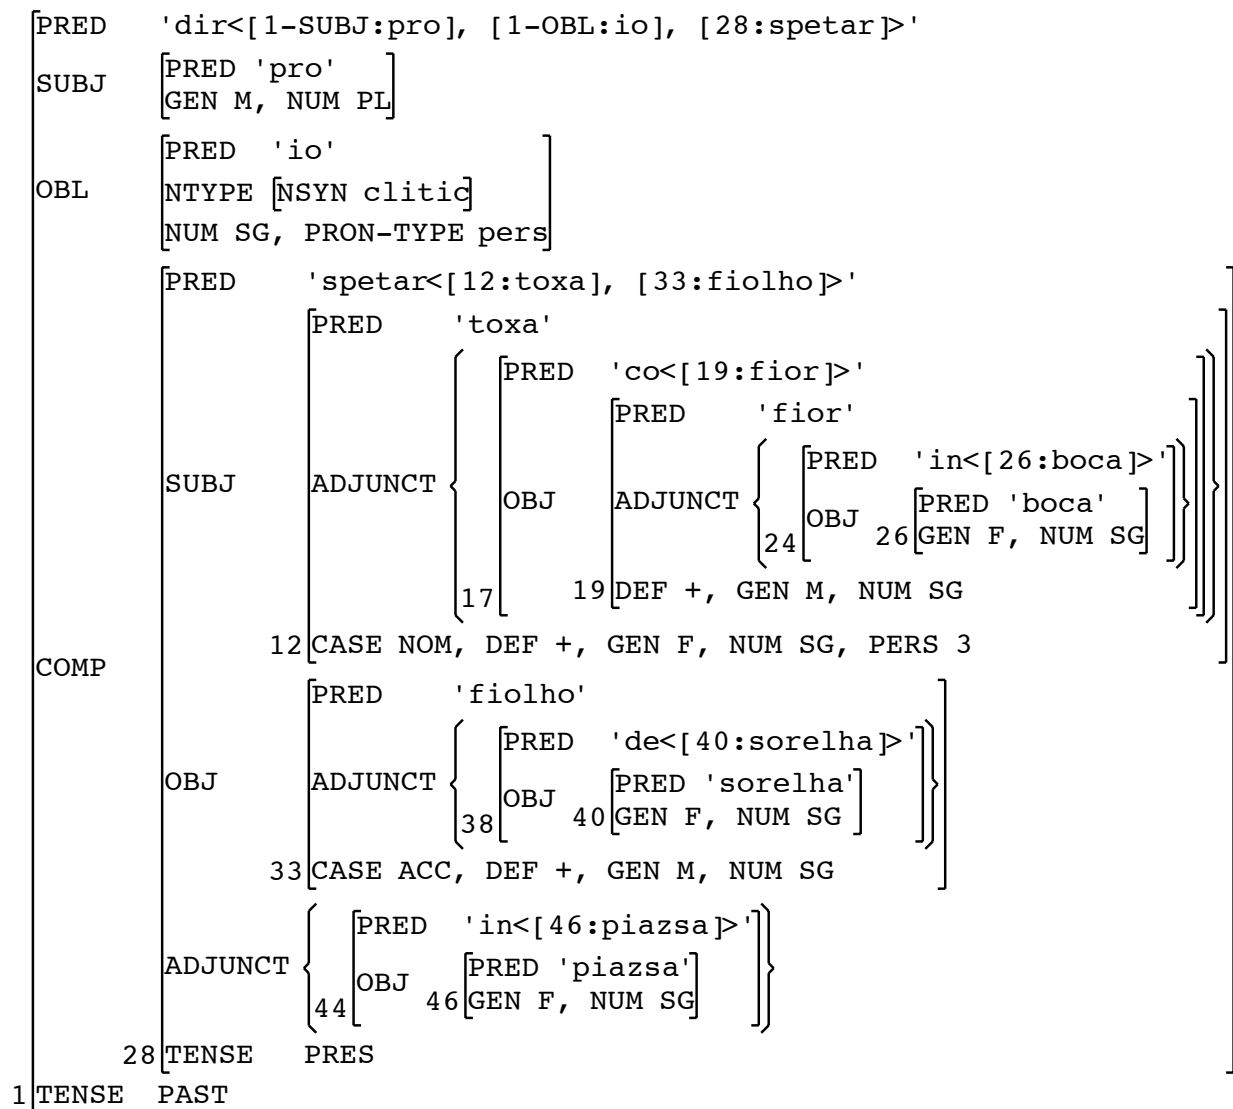 PRED 'dir<[1-SUBJ:pro], [1-OBL:io], [28:spetar]>'
SUBJ
PRED 'pro'
GEN M, NUM PL
OBL
PRED 'io'
NTYPE NSYN clitic
NUM SG, PRON-TYPE pers
COMP
PRED 'spetar<[12:toxa], [33:fiolho]>'
SUBJ
PRED 'toxa'
ADJUNCT
PRED 'co<[19:fior]>'
OBJ
PRED 'fior'
ADJUNCT
PRED 'in<[26:boca]>'
OBJ
PRED 'boca'
26 GEN F, NUM SG
24
19 DEF +, GEN M, NUM SG
17
12 CASE NOM, DEF +, GEN F, NUM SG, PERS 3
OBJ
PRED 'fiolho'
ADJUNCT
PRED 'de<[40:sorelha]>'
OBJ
PRED 'sorelha'
40 GEN F, NUM SG
38
33 CASE ACC, DEF +, GEN M, NUM SG
ADJUNCT
PRED 'in<[46:piazsa]>'
OBJ
PRED 'piazsa'
46 GEN F, NUM SG
44
28 TENSE PRES
1 TENSE PAST